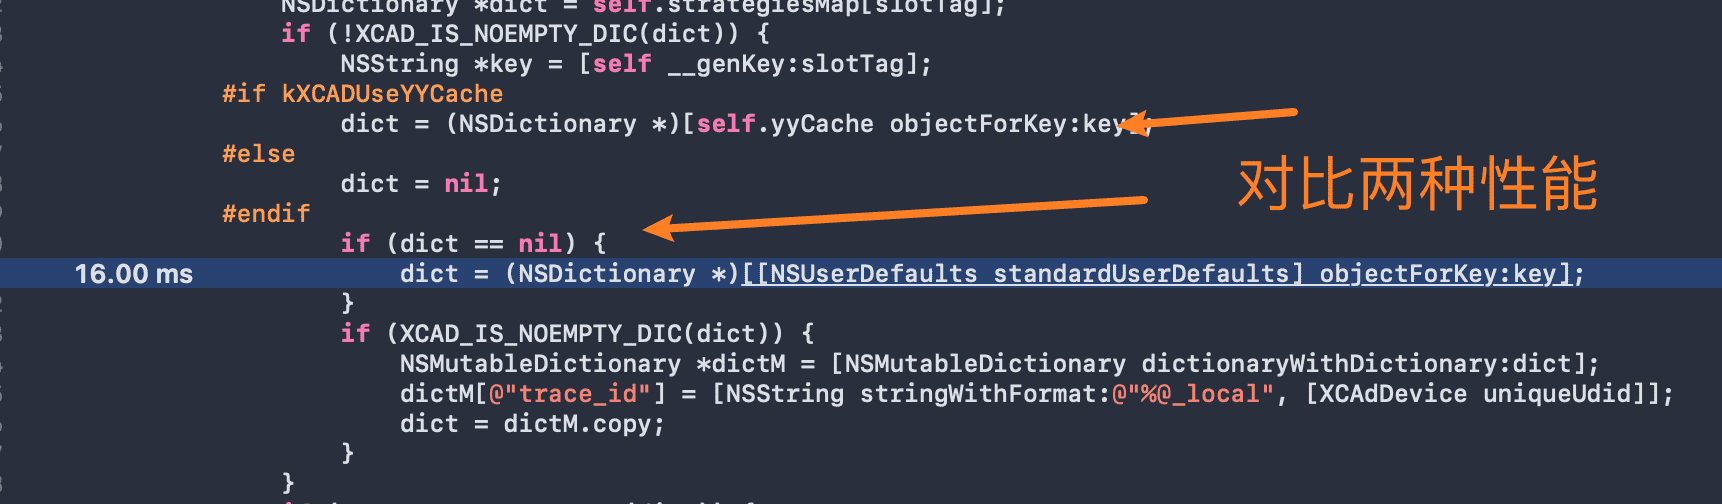 NSDictionary *dict = self.strategiesMap[slotTag];
if (!XCAD_IS_NOEMPTY_DIC(dict)) {
NSString *key = [self __genKey:slotTag];
#if kXCADUseYYCache
dict = (NSDictionary *)[self.yyCache objectForKey:key];
#else
对比两种性能
dict = nil;
#endif
if (dict == nil) {
16.00 ms dict = (NSDictionary *)[[NSUserDefaults standardUserDefaults] objectForKey:key];
}
if (XCAD_IS_NOEMPTY_DIC(dict)) {
NSMutableDictionary *dictM = [NSMutableDictionary dictionaryWithDictionary:dict];
dictM[@"trace_id"] = [NSString stringWithFormat:@"%@_local", [XCAdDevice uniqueUdid]];
dict = dictM.copy;
}
}